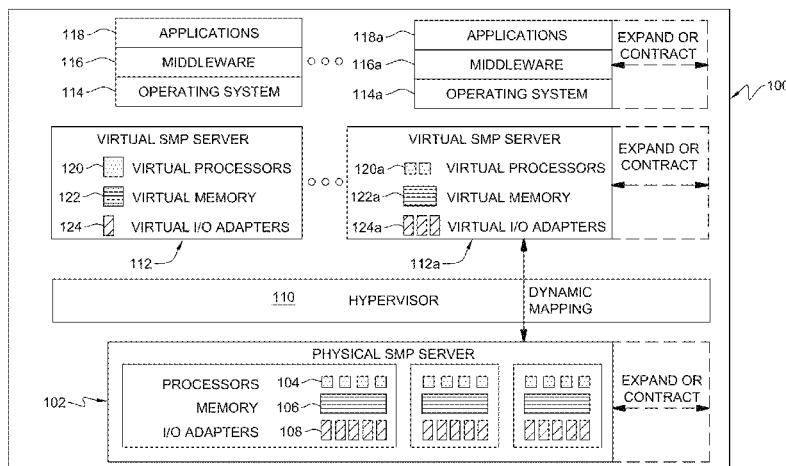 118 APPLICATIONS
116 MIDDLEWARE
114 OPERATING SYSTEM
118a APPLICATIONS
116a MIDDLEWARE
114a OPERATING SYSTEM
EXPAND OR
CONTRACT
100
VIRTUAL SMP SERVER
120 VIRTUAL PROCESSORS
122 VIRTUAL MEMORY
124 VIRTUAL I/O ADAPTERS
112
VIRTUAL SMP SERVER
120a VIRTUAL PROCESSORS
122a VIRTUAL MEMORY
124a VIRTUAL I/O ADAPTERS
112a
EXPAND OR
CONTRACT
110 HYPERVISOR
DYNAMIC
MAPPING
PHYSICAL SMP SERVER
102
PROCESSORS 104
MEMORY 106
I/O ADAPTERS 108
EXPAND OR
CONTRACT